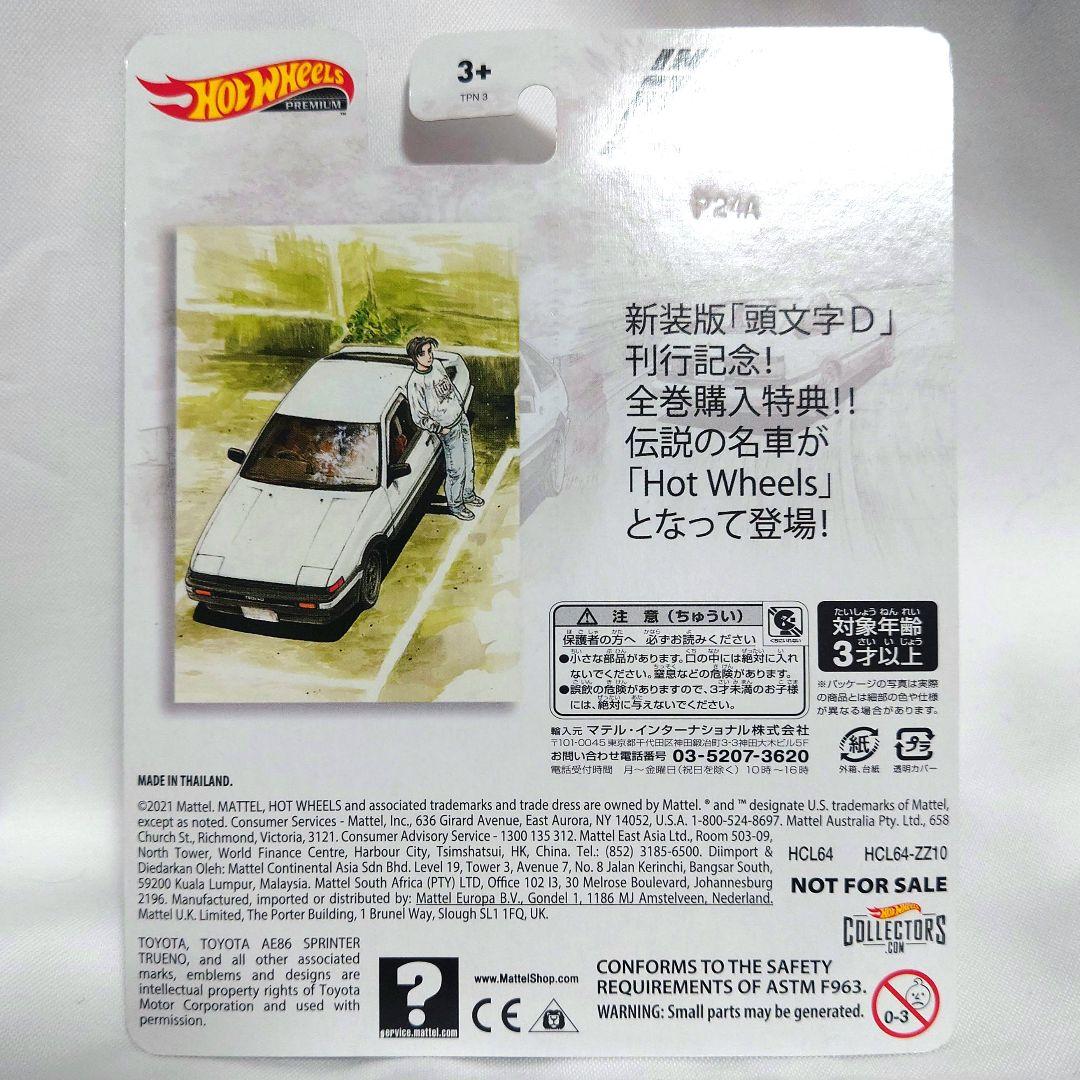 HOT WHEELS
PREMIUM™
3+
TPN 3
P24A
新装版「頭文字D」
刊行記念!
全巻購入特典!!
伝説の名車が
「Hot Wheels」
となって登場!
注 意 (ちゅうい)
保護者の方へ 必ずお読みください
●小さな部品があります。口の中には絶対に入れ
ないでください。窒息などの危険があります。
●誤飲の危険がありますので、3才未満のお子様
には、絶対に与えないでください。
たいしょう ねん れい
対象年齢
さい い じょう
3才以上
※パッケージの写真は実際
の商品とは細部の色や仕様
が異なる場合があります。
輸入元 マテル・インターナショナル株式会社
〒101-0045 東京都千代田区神田鍛冶町3-3神田大木ビル5F
お問い合わせ電話番号 03-5207-3620
電話受付時間 月〜金曜日(祝日を除く) 10時〜16時
紙
外箱、台紙
プラ
透明カバー
MADE IN THAILAND.
©2021 Mattel. MATTEL, HOT WHEELS and associated trademarks and trade dress are owned by Mattel. ® and ™ designate U.S. trademarks of Mattel,
except as noted. Consumer Services - Mattel, Inc., 636 Girard Avenue, East Aurora, NY 14052, U.S.A. 1-800-524-8697. Mattel Australia Pty. Ltd., 658
Church St., Richmond, Victoria, 3121. Consumer Advisory Service - 1300 135 312. Mattel East Asia Ltd., Room 503-09,
North Tower, World Finance Centre, Harbour City, Tsimshatsui, HK, China. Tel.: (852) 3185-6500. Diimport &
Diedarkan Oleh: Mattel Continental Asia Sdn Bhd. Level 19, Tower 3, Avenue 7, No. 8 Jalan Kerinchi, Bangsar South,
59200 Kuala Lumpur, Malaysia. Mattel South Africa (PTY) LTD, Office 102 I3, 30 Melrose Boulevard, Johannesburg
2196. Manufactured, imported or distributed by: Mattel Europa B.V., Gondel 1, 1186 MJ Amstelveen, Nederland.
Mattel U.K. Limited, The Porter Building, 1 Brunel Way, Slough SL1 1FQ, UK.
HCL64 HCL64-ZZ10
NOT FOR SALE
HOT WHEELS
COLLECTORS
.COM
TOYOTA, TOYOTA AE86 SPRINTER
TRUENO, and all other associated
marks, emblems and designs are
intellectual property rights of Toyota
Motor Corporation and used with
permission.
?
service.mattel.com
www.MattelShop.com
CE
CONFORMS TO THE SAFETY
REQUIREMENTS OF ASTM F963.
WARNING: Small parts may be generated.
0-3